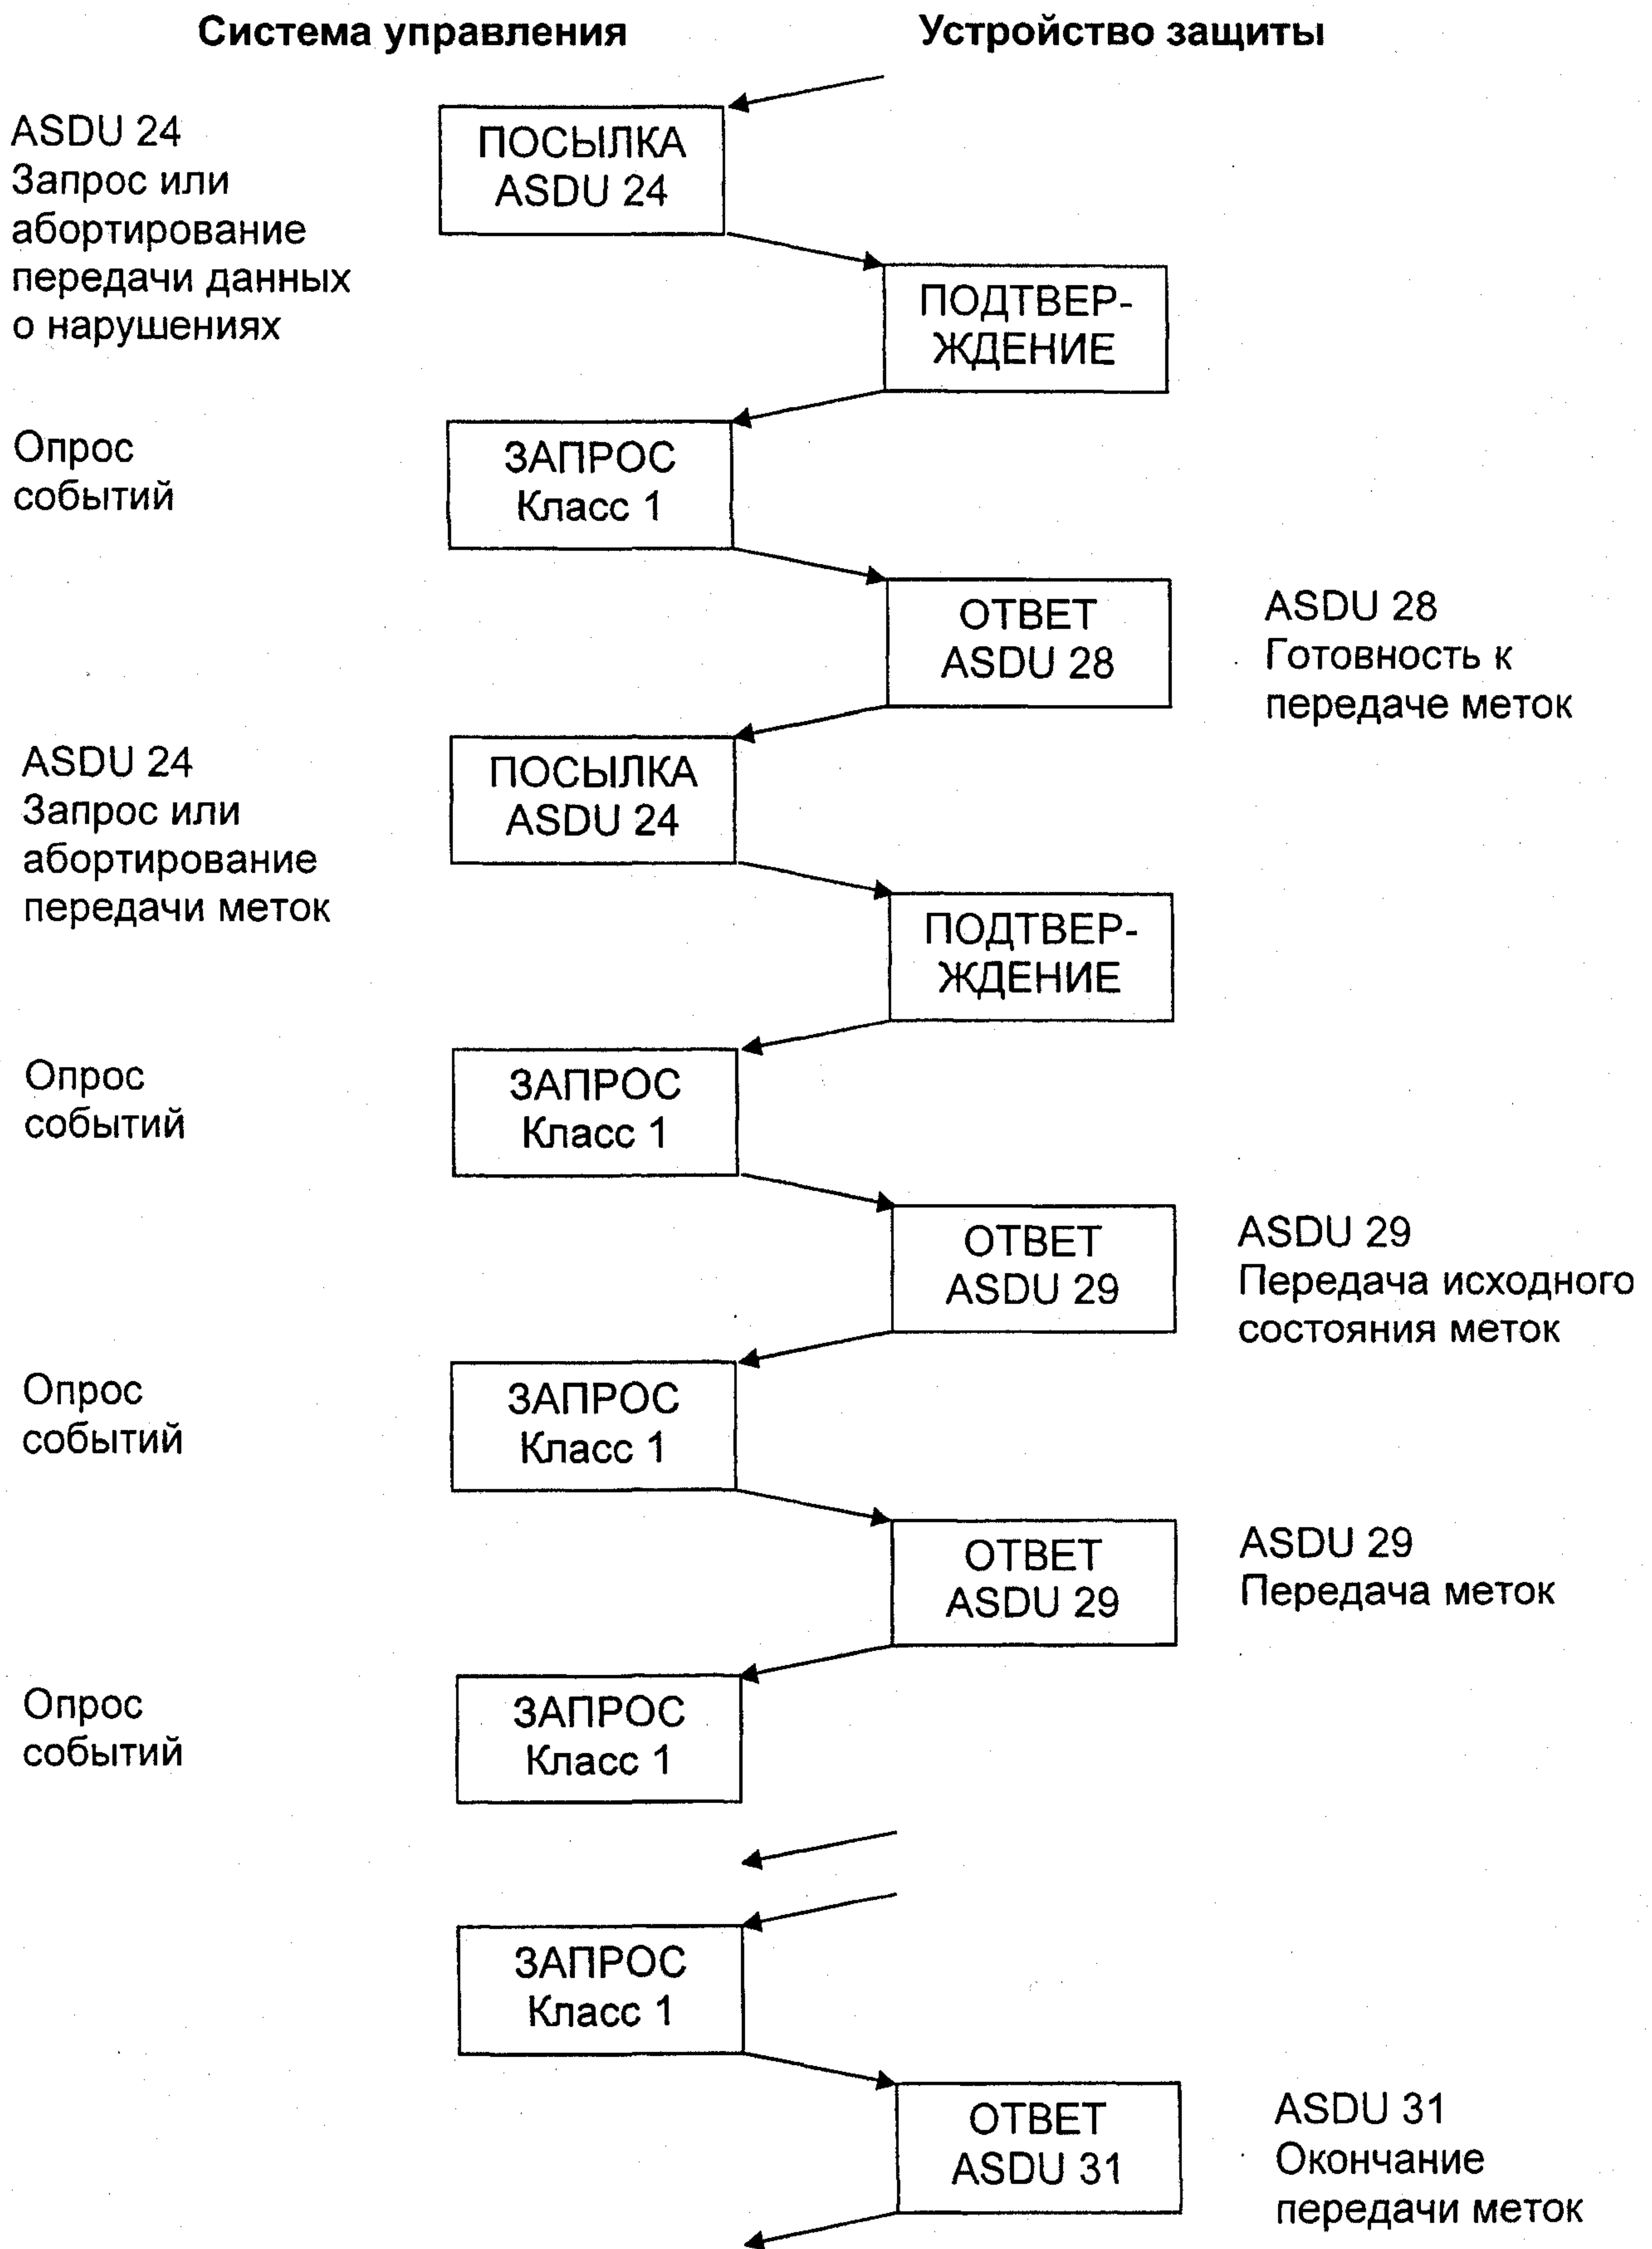 Система управления
Устройство защиты
ASDU 24
Запрос или
абортирование
передачи данных
о нарушениях
ПОСЫЛКА
ASDU 24
ПОДТВЕР-
ЖДЕНИЕ
Опрос
событий
ЗАПРОС
Класс 1
ОТВЕТ
ASDU 28
ASDU 28
Готовность к
передаче меток
ASDU 24
Запрос или
абортирование
передачи меток
ПОСЫЛКА
ASDU 24
ПОДТВЕР-
ЖДЕНИЕ
Опрос
событий
ЗАПРОС
Класс 1
ОТВЕТ
ASDU 29
ASDU 29
Передача исходного
состояния меток
Опрос
событий
ЗАПРОС
Класс 1
ОТВЕТ
ASDU 29
ASDU 29
Передача меток
Опрос
событий
ЗАПРОС
Класс 1
ЗАПРОС
Класс 1
ОТВЕТ
ASDU 31
ASDU 31
Окончание
передачи меток